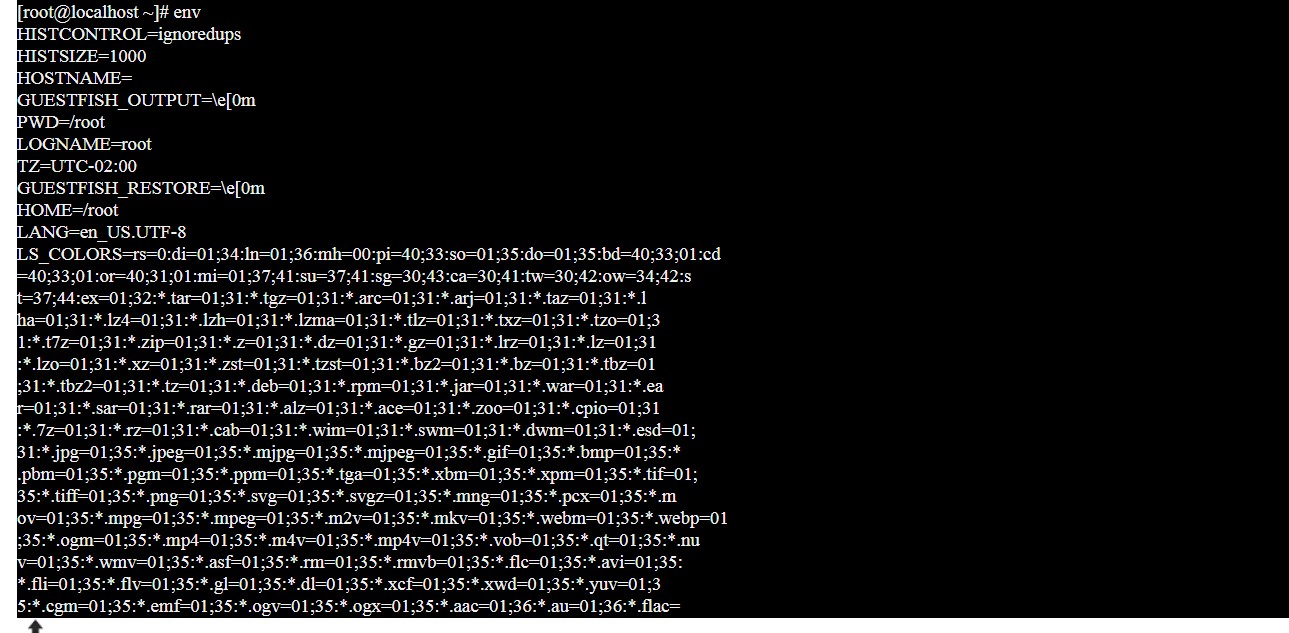 [root@localhost ~]# env
HISTCONTROL=ignoredups
HISTSIZE=1000
HOSTNAME=
GUESTFISH_OUTPUT=\e[0m
PWD=/root
LOGNAME=root
TZ=UTC-02:00
GUESTFISH_RESTORE=\e[0m
HOME=/root
LANG=en_US.UTF-8
LS_COLORS=rs=0:di=01;34:ln=01;36:mh=00:pi=40;33:so=01;35:do=01;35:bd=40;33;01:cd
=40;33;01:or=40;31;01:mi=01;37;41:su=37;41:sg=30;43:ca=30;41:tw=30;42:ow=34;42:s
t=37;44:ex=01;32:*.tar=01;31:*.tgz=01;31:*.arc=01;31:*.arj=01;31:*.taz=01;31:*.l
ha=01;31:*.lz4=01;31:*.lzh=01;31:*.lzma=01;31:*.tlz=01;31:*.txz=01;31:*.tzo=01;3
1:*.t7z=01;31:*.zip=01;31:*.z=01;31:*.dz=01;31:*.gz=01;31:*.lrz=01;31:*.lz=01;31
:*.lzo=01;31:*.xz=01;31:*.zst=01;31:*.tzst=01;31:*.bz2=01;31:*.bz=01;31:*.tbz=01
;31:*.tbz2=01;31:*.tz=01;31:*.deb=01;31:*.rpm=01;31:*.jar=01;31:*.war=01;31:*.ea
r=01;31:*.sar=01;31:*.rar=01;31:*.alz=01;31:*.ace=01;31:*.zoo=01;31:*.cpio=01;31
:*.7z=01;31:*.rz=01;31:*.cab=01;31:*.wim=01;31:*.swm=01;31:*.dwm=01;31:*.esd=01;
31:*.jpg=01;35:*.jpeg=01;35:*.mjpg=01;35:*.mjpeg=01;35:*.gif=01;35:*.bmp=01;35:*
.pbm=01;35:*.pgm=01;35:*.ppm=01;35:*.tga=01;35:*.xbm=01;35:*.xpm=01;35:*.tif=01;
35:*.tiff=01;35:*.png=01;35:*.svg=01;35:*.svgz=01;35:*.mng=01;35:*.pcx=01;35:*.m
ov=01;35:*.mpg=01;35:*.mpeg=01;35:*.m2v=01;35:*.mkv=01;35:*.webm=01;35:*.webp=01
;35:*.ogm=01;35:*.mp4=01;35:*.m4v=01;35:*.mp4v=01;35:*.vob=01;35:*.qt=01;35:*.nu
v=01;35:*.wmv=01;35:*.asf=01;35:*.rm=01;35:*.rmvb=01;35:*.flc=01;35:*.avi=01;35:
*.fli=01;35:*.flv=01;35:*.gl=01;35:*.dl=01;35:*.xcf=01;35:*.xwd=01;35:*.yuv=01;3
5:*.cgm=01;35:*.emf=01;35:*.ogv=01;35:*.ogx=01;35:*.aac=01;36:*.au=01;36:*.flac=